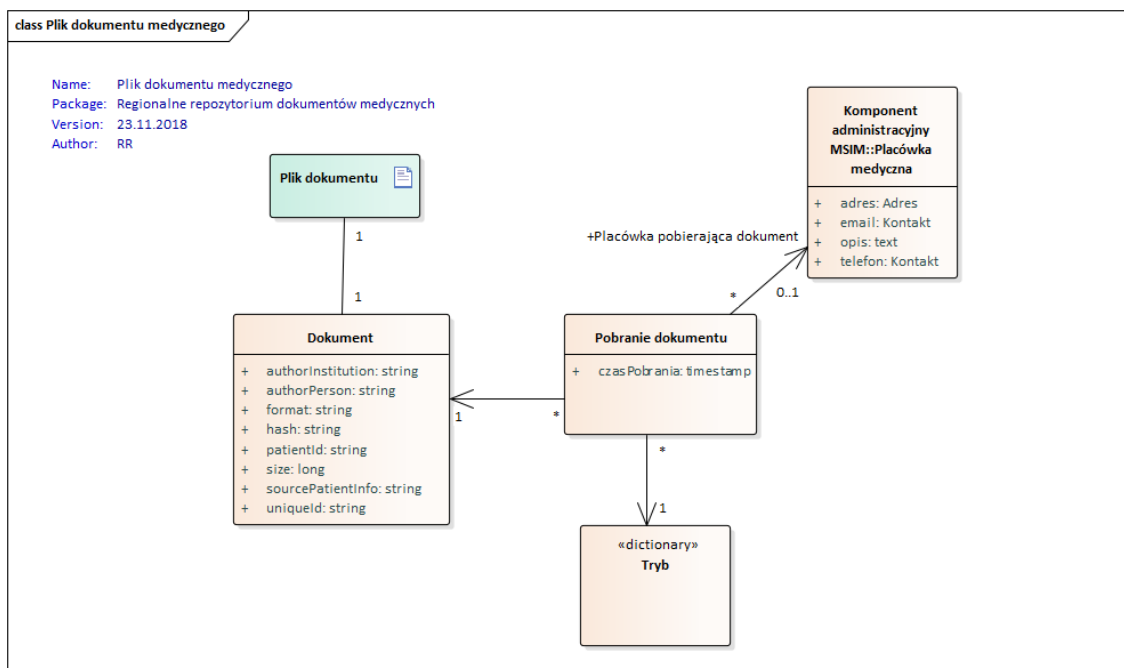 class Plik dokumentu medycznego
Name: Plik dokumentu medycznego
Package: Regionalne repozytorium dokumentów medycznych
Version: 23.11.2018
Author: RR
Komponent
administracyjny
MSIM::Placówka
medyczna
+ adres: Adres
+ email: Kontakt
+ opis: text
+ telefon: Kontakt
Plik dokumentu
1
1
+Placówka pobierająca dokument
*
0..1
Dokument
+ authorInstitution: string
+ authorPerson: string
+ format: string
+ hash: string
+ patientId: string
+ size: long
+ sourcePatientInfo: string
+ uniqueId: string
Pobranie dokumentu
+ czasPobrania: timestamp
1
*
*
1
«dictionary»
Tryb